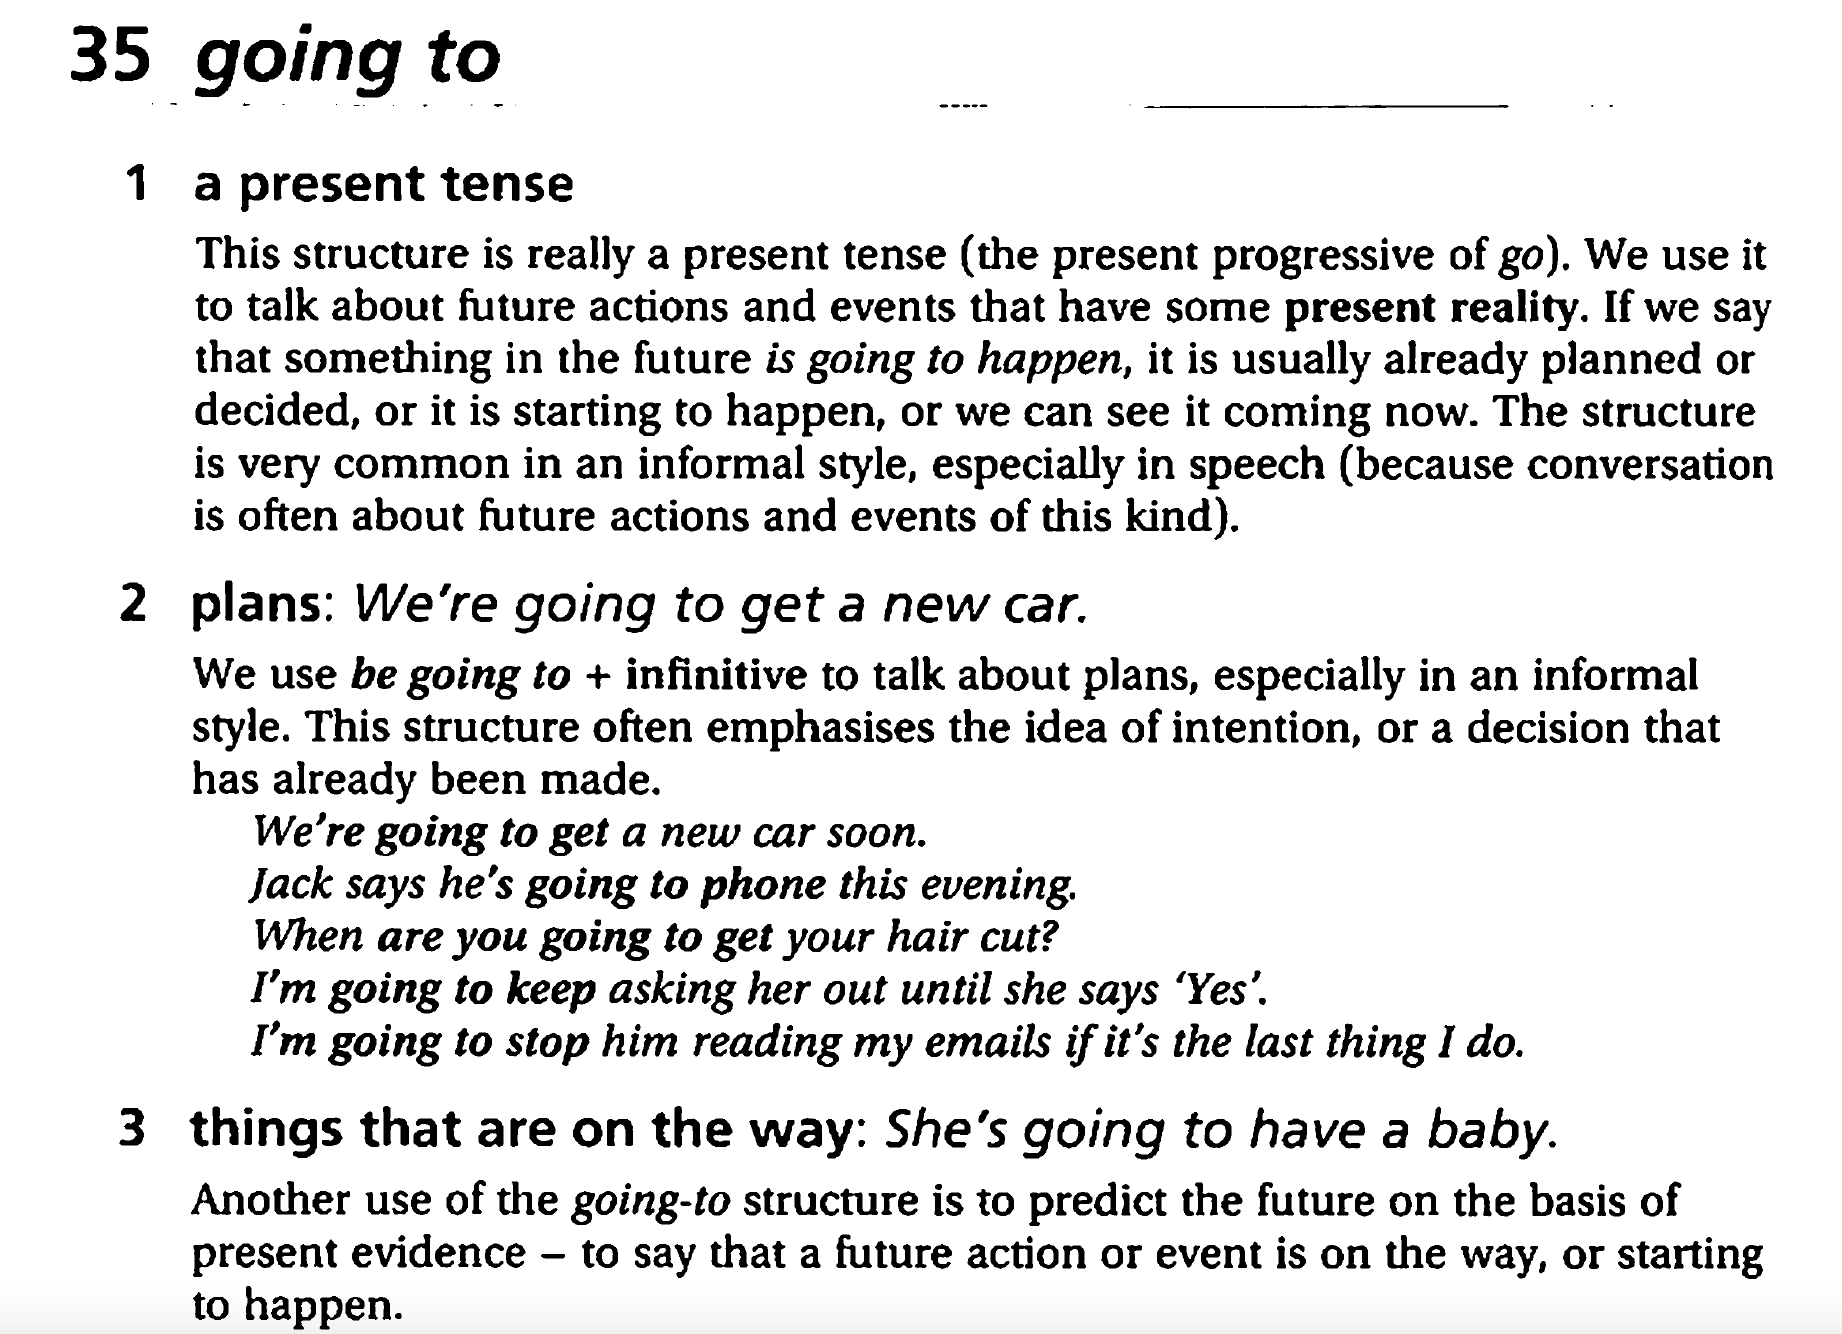 35 going to
1 a present tense
This structure is really a present tense (the present progressive of go). We use it
to talk about future actions and events that have some present reality. If we say
that something in the future is going to happen, it is usually already planned or
decided, or it is starting to happen, or we can see it coming now. The structure
is very common in an informal style, especially in speech (because conversation
is often about future actions and events of this kind).
2 plans: We're going to get a new car.
We use be going to + infinitive to talk about plans, especially in an informal
style. This structure often emphasises the idea of intention, or a decision that
has already been made.
We're going to get a new car soon.
Jack says he's going to phone this evening.
When are you going to get your hair cut?
I'm going to keep asking her out until she says 'Yes'.
I'm going to stop him reading my emails if it's the last thing I do.
3 things that are on the way: She's going to have a baby.
Another use of the going-to structure is to predict the future on the basis of
present evidence – to say that a future action or event is on the way, or starting
to happen.